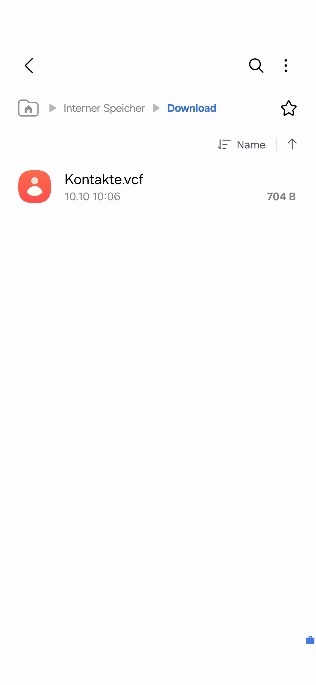 Interner Speicher Download
Name
Kontakte.vcf
10.10 10:06 704 B